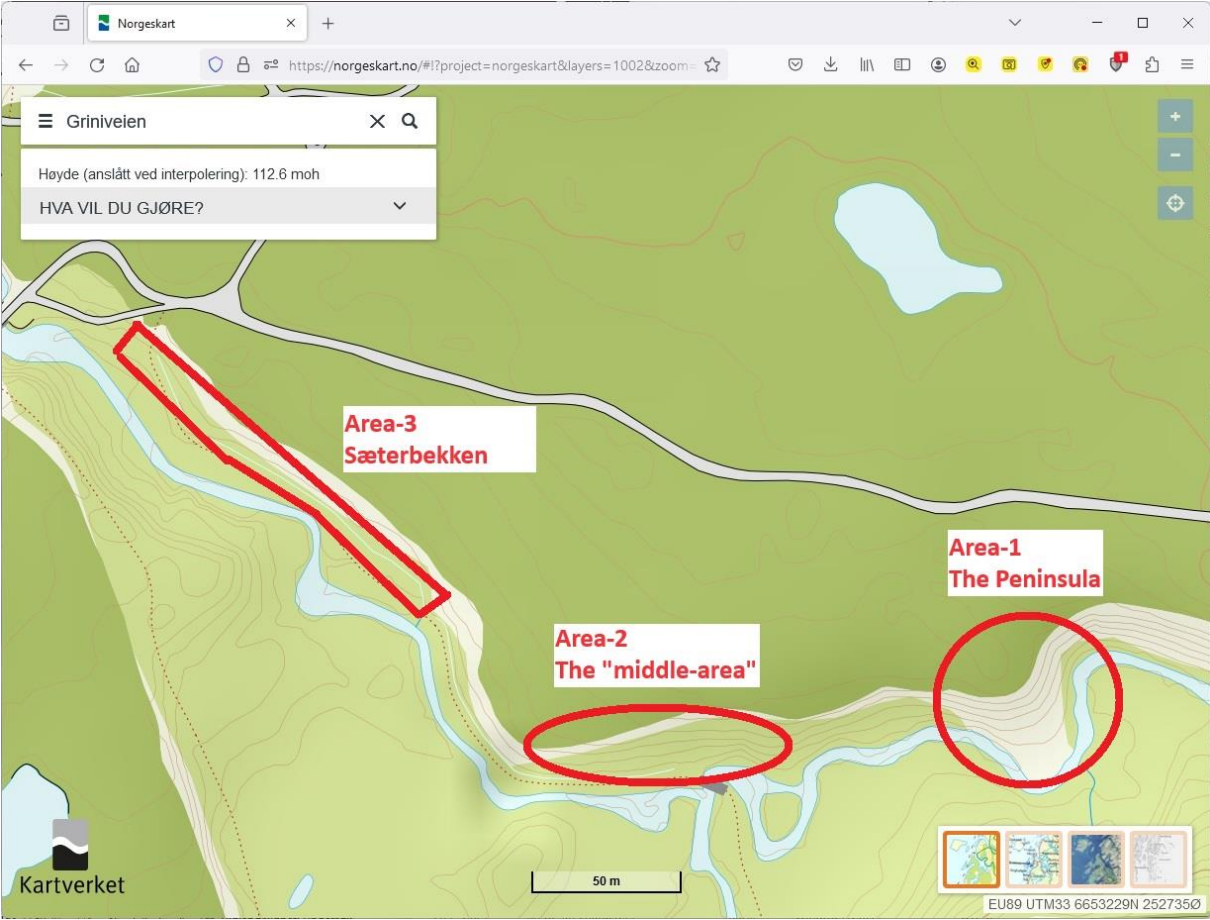 Norgeskart
https://norgeskart.no/#!?project=norgeskart&layers=1002&zoom=
1
Griniveien
Høyde (anslått ved interpolering): 112.6 moh
HVA VIL DU GJØRE?
Area-3
Sæterbekken
Area-1
The Peninsula
Area-2
The "middle-area"
Kartverket
50 m
EU89 UTM33 6653229N 252735Ø